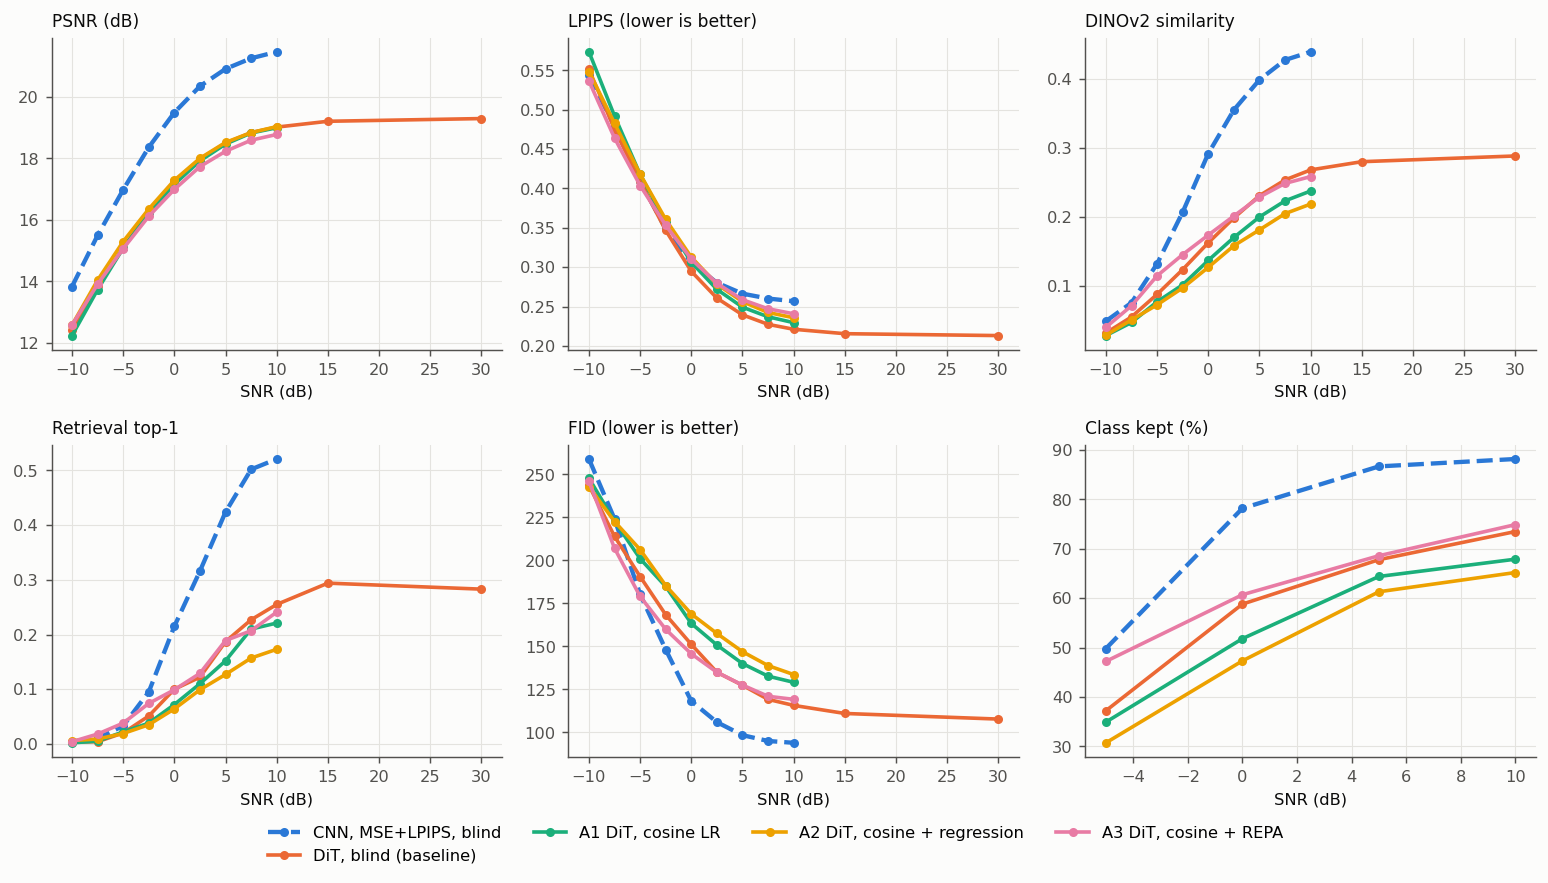 PSNR (dB)
20
18
16
14
12
−10 −5 0 5 10 15 20 25 30
SNR (dB)
LPIPS (lower is better)
0.55
0.50
0.45
0.40
0.35
0.30
0.25
0.20
−10 −5 0 5 10 15 20 25 30
SNR (dB)
DINOv2 similarity
0.4
0.3
0.2
0.1
−10 −5 0 5 10 15 20 25 30
SNR (dB)
Retrieval top-1
0.5
0.4
0.3
0.2
0.1
0.0
−10 −5 0 5 10 15 20 25 30
SNR (dB)
FID (lower is better)
250
225
200
175
150
125
100
−10 −5 0 5 10 15 20 25 30
SNR (dB)
Class kept (%)
90
80
70
60
50
40
30
−4 −2 0 2 4 6 8 10
SNR (dB)
CNN, MSE+LPIPS, blind
DiT, blind (baseline)
A1 DiT, cosine LR
A2 DiT, cosine + regression
A3 DiT, cosine + REPA